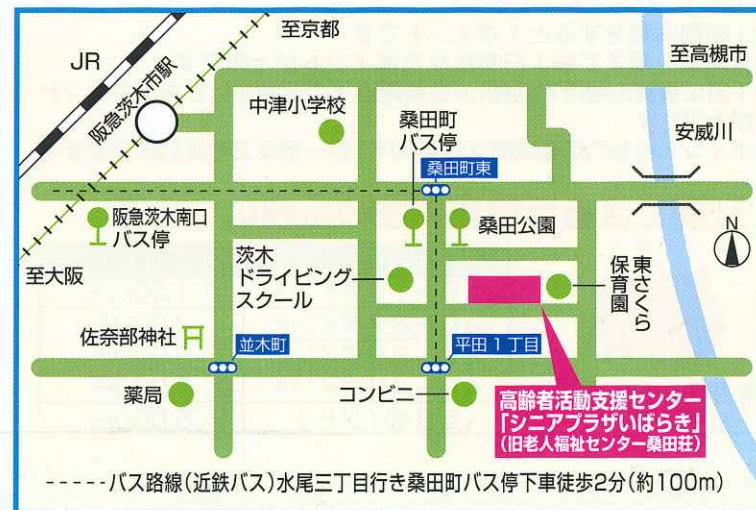 至京都
JR
阪急茨木市駅
至高槻市
中津小学校
桑田町
バス停
安威川
桑田町東
阪急茨木南口
バス停
桑田公園
N
至大阪
茨木
ドライビング
スクール
東さくら
保育園
佐奈部神社
並木町
平田1丁目
薬局
コンビニ
高齢者活動支援センター
「シニアプラザいばらき」
(旧老人福祉センター桑田荘)
-----バス路線(近鉄バス)水尾三丁目行き桑田町バス停下車徒歩2分(約100m)